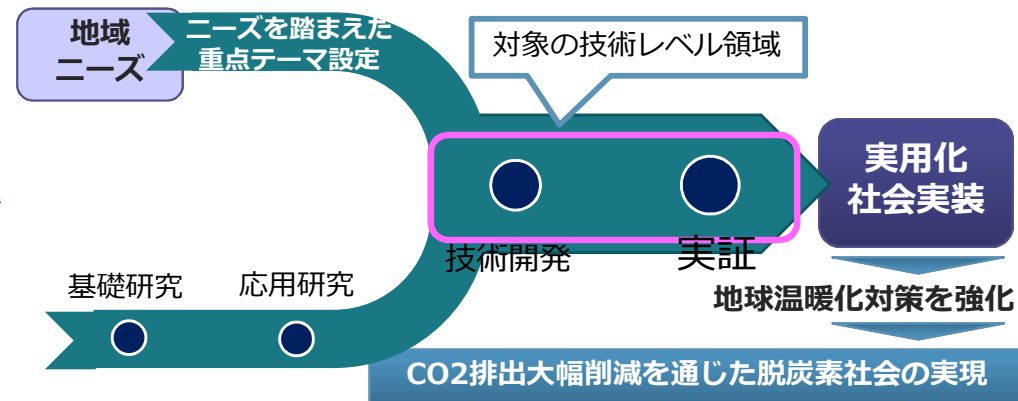 地域
ニーズ
ニーズを踏まえた
重点テーマ設定
対象の技術レベル領域
実用化
社会実装
技術開発
実証
基礎研究
応用研究
地球温暖化対策を強化
CO2排出大幅削減を通じた脱炭素社会の実現